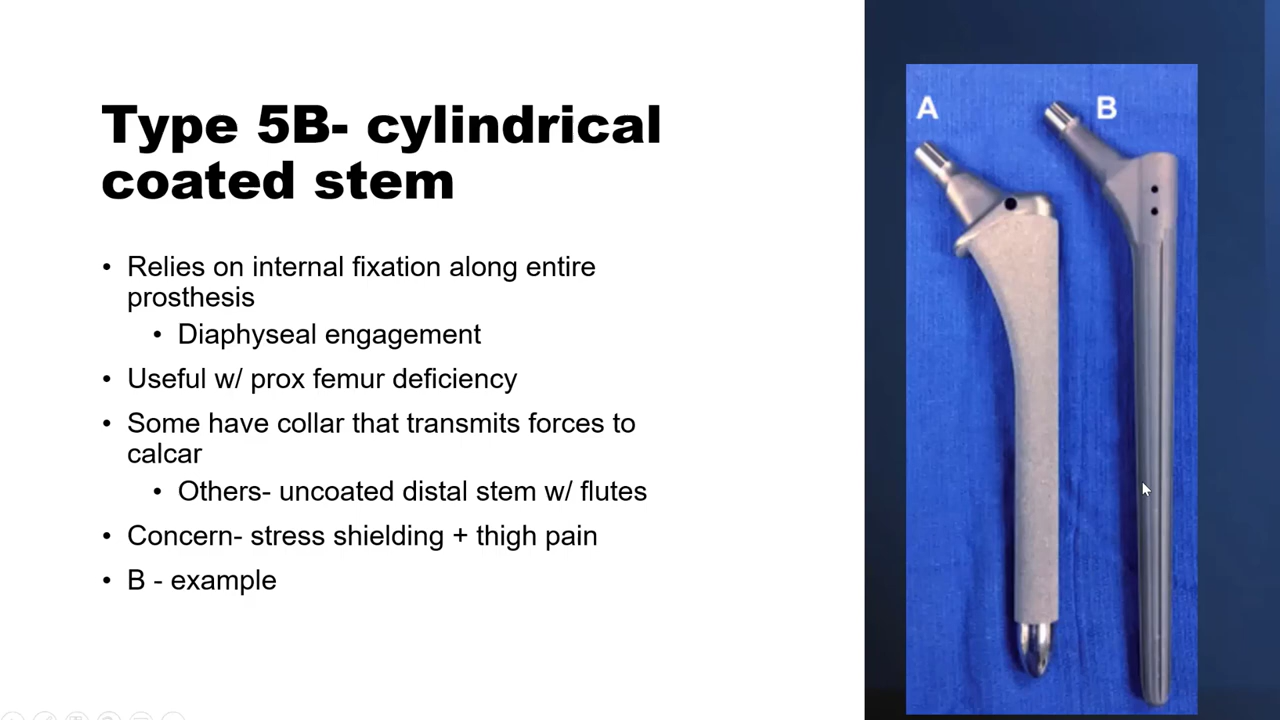 Type 5B- cylindrical
coated stem
• Relies on internal fixation along entire
prosthesis
• Diaphyseal engagement
• Useful w/ prox femur deficiency
• Some have collar that transmits forces to
calcar
• Others- uncoated distal stem w/ flutes
• Concern- stress shielding + thigh pain
• B - example
A
B